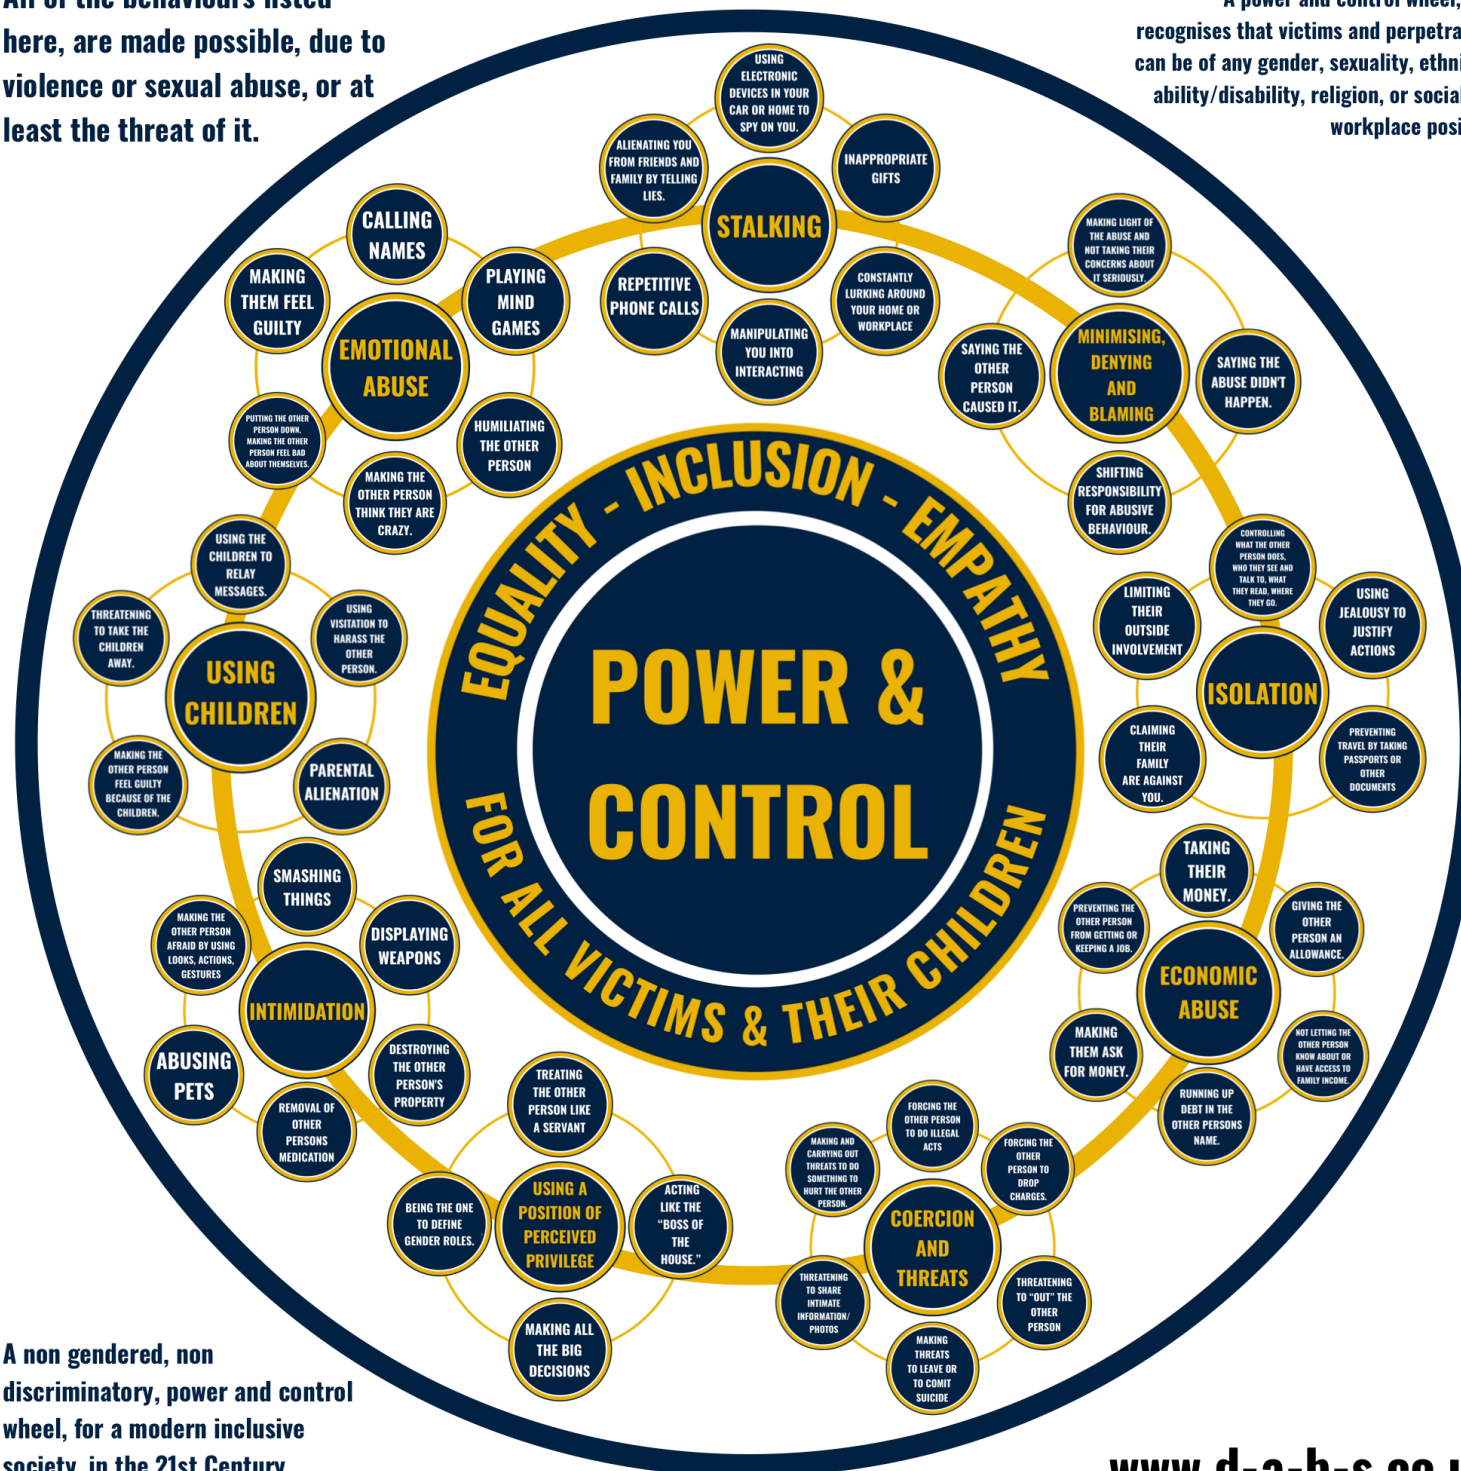 All of the behaviours listed
here, are made possible, due to
violence or sexual abuse, or at
least the threat of it.
A power and control wheel,
recognises that victims and perpetra
can be of any gender, sexuality, ethni
ability/disability, religion, or social
workplace posi
STALKING
USING
ELECTRONIC
DEVICES IN YOUR
CAR OR HOME TO
SPY ON YOU.
INAPPROPRIATE
GIFTS
CONSTANTLY
LURKING AROUND
YOUR HOME OR
WORKPLACE
MANIPULATING
YOU INTO
INTERACTING
REPETITIVE
PHONE CALLS
ALIENATING YOU
FROM FRIENDS AND
FAMILY BY TELLING
LIES.
MINIMISING,
DENYING
AND
BLAMING
MAKING LIGHT OF
THE ABUSE AND
NOT TAKING THEIR
CONCERNS ABOUT
IT SERIOUSLY.
SAYING THE
ABUSE DIDN'T
HAPPEN.
SHIFTING
RESPONSIBILITY
FOR ABUSIVE
BEHAVIOUR.
SAYING THE
OTHER
PERSON
CAUSED IT.
ISOLATION
CONTROLLING
WHAT THE OTHER
PERSON DOES,
WHO THEY SEE AND
TALK TO, WHAT
THEY READ, WHERE
THEY GO.
USING
JEALOUSY TO
JUSTIFY
ACTIONS
PREVENTING
TRAVEL BY TAKING
PASSPORTS OR
OTHER
DOCUMENTS
CLAIMING
THEIR
FAMILY
ARE AGAINST
YOU.
LIMITING
THEIR
OUTSIDE
INVOLVEMENT
ECONOMIC
ABUSE
TAKING
THEIR
MONEY.
GIVING THE
OTHER
PERSON AN
ALLOWANCE.
NOT LETTING THE
OTHER PERSON
KNOW ABOUT OR
HAVE ACCESS TO
FAMILY INCOME.
RUNNING UP
DEBT IN THE
OTHER PERSONS
NAME.
MAKING
THEM ASK
FOR MONEY.
PREVENTING THE
OTHER PERSON
FROM GETTING OR
KEEPING A JOB.
COERCION
AND
THREATS
FORCING THE
OTHER PERSON
TO DO ILLEGAL
ACTS
FORCING THE
OTHER
PERSON TO
DROP
CHARGES.
THREATENING
TO "OUT" THE
OTHER
PERSON
MAKING
THREATS
TO LEAVE OR
TO COMIT
SUICIDE
THREATENING
TO SHARE
INTIMATE
INFORMATION/
PHOTOS
MAKING AND
CARRYING OUT
THREATS TO DO
SOMETHING TO
HURT THE OTHER
PERSON.
USING A
POSITION OF
PERCEIVED
PRIVILEGE
TREATING
THE OTHER
PERSON LIKE
A SERVANT
ACTING
LIKE THE
“BOSS OF
THE
HOUSE.”
MAKING ALL
THE BIG
DECISIONS
BEING THE ONE
TO DEFINE
GENDER ROLES.
INTIMIDATION
SMASHING
THINGS
DISPLAYING
WEAPONS
DESTROYING
THE OTHER
PERSON'S
PROPERTY
REMOVAL OF
OTHER
PERSONS
MEDICATION
ABUSING
PETS
MAKING THE
OTHER PERSON
AFRAID BY USING
LOOKS, ACTIONS,
GESTURES
USING
CHILDREN
USING THE
CHILDREN TO
RELAY
MESSAGES.
USING
VISITATION TO
HARASS THE
OTHER
PERSON.
PARENTAL
ALIENATION
MAKING THE
OTHER PERSON
FEEL GUILTY
BECAUSE OF THE
CHILDREN.
THREATENING
TO TAKE THE
CHILDREN
AWAY.
EMOTIONAL
ABUSE
CALLING
NAMES
PLAYING
MIND
GAMES
HUMILIATING
THE OTHER
PERSON
MAKING THE
OTHER PERSON
THINK THEY ARE
CRAZY.
PUTTING THE OTHER
PERSON DOWN.
MAKING THE OTHER
PERSON FEEL BAD
ABOUT THEMSELVES.
MAKING
THEM FEEL
GUILTY
EQUALITY - INCLUSION - EMPATHY
POWER &
CONTROL
FOR ALL VICTIMS & THEIR CHILDREN
A non gendered, non
discriminatory, power and control
wheel, for a modern inclusive
society, in the 21st Century
www.d-a-b-s.co.u